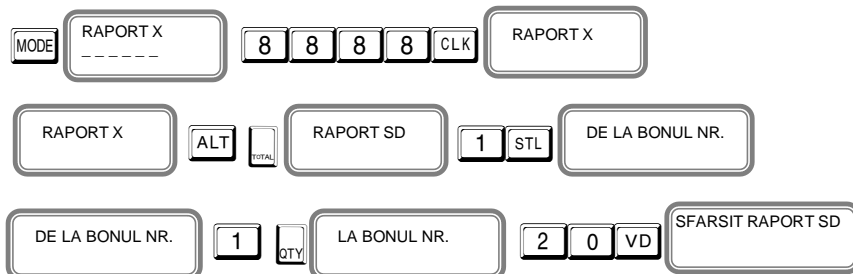 MODE RAPORT X 8 8 8 8 CLK RAPORT X
_ _ _ _ _ _
RAPORT X ALT TOTAL RAPORT SD 1 STL DE LA BONUL NR.
DE LA BONUL NR. 1 QTY LA BONUL NR. 2 0 VD SFARSIT RAPORT SD